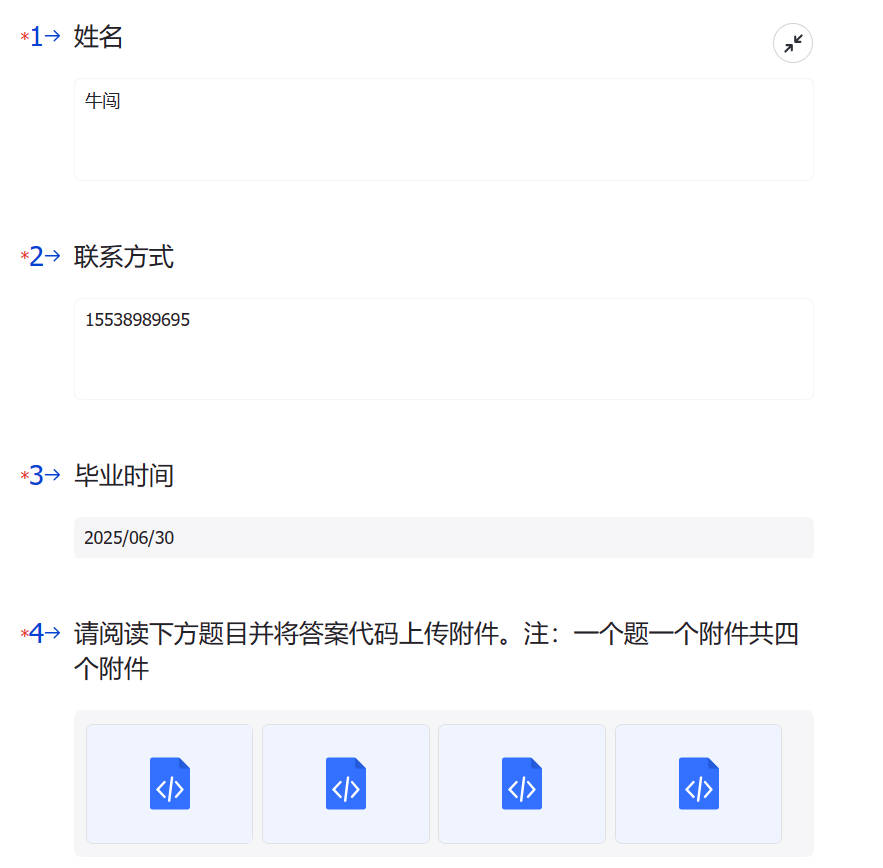 *1→ 姓名
牛闯
*2→ 联系方式
15538989695
*3→ 毕业时间
2025/06/30
*4→ 请阅读下方题目并将答案代码上传附件。注：一个题一个附件共四
个附件